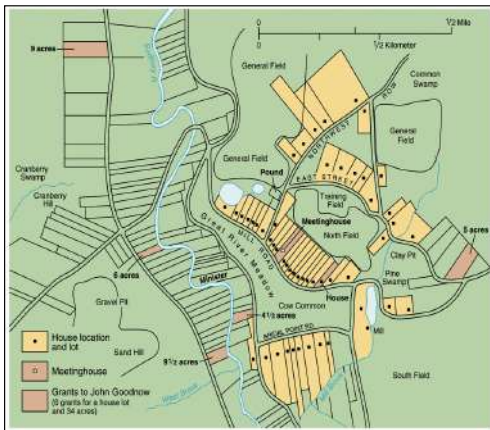 0
1/2 Mile
0
1/2 Kilometer
9 acres
Sudbury R.
General Field
Common
Swamp
NORTHWEST ROW
General
Field
General Field
Pound
EAST STREET
Cranberry
Swamp
Cranberry
Hill
Training
Field
Meetinghouse
North Field
MILL ROAD
Great River Meadow
5 acres
Clay Pit
Pine
Swamp
6 acres
Minister
House
Cow Common
Gravel Pit
4 1/2 acres
Mill
Sand Hill
9 1/2 acres
South Field
House location
and lot
Meetinghouse
Grants to John Goodnow
(6 grants for a house lot
and 34 acres)